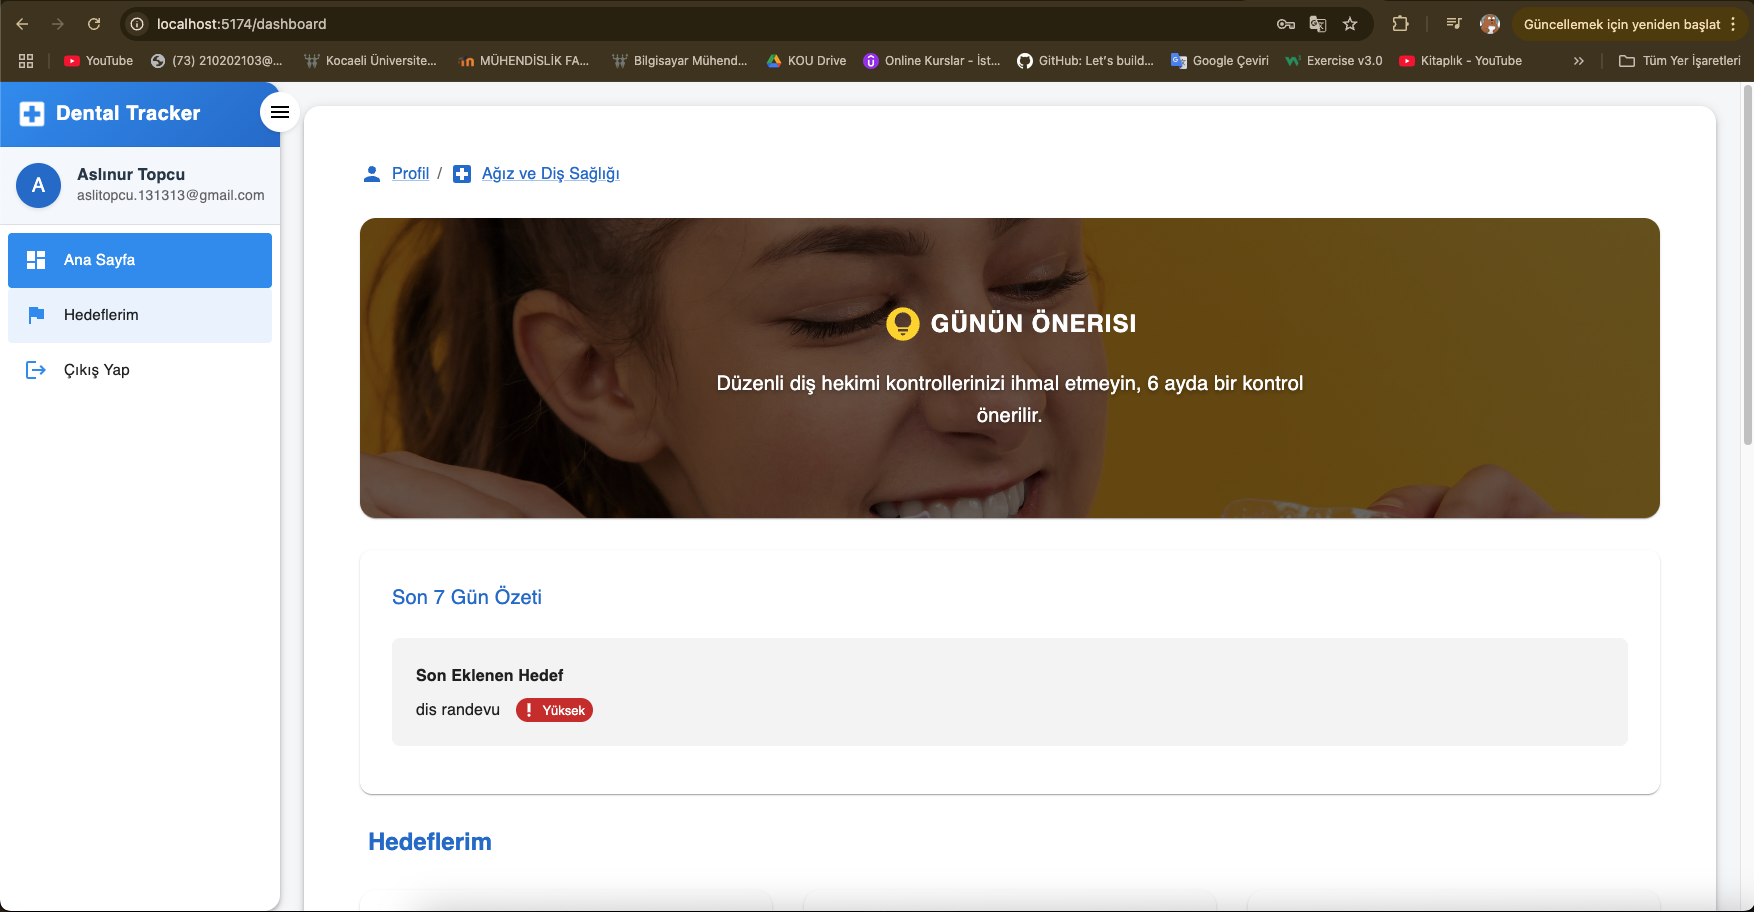 localhost:5174/dashboard
Güncellemek için yeniden başlat
YouTube
(73) 210202103@...
Kocaeli Üniversite...
MÜHENDİSLİK FA...
Bilgisayar Mühend...
KOU Drive
Online Kurslar - İst...
GitHub: Let's build...
Google Çeviri
Exercise v3.0
Kitaplık - YouTube
Tüm Yer İşaretleri
Dental Tracker
A
Aslınur Topcu
aslitopcu.131313@gmail.com
Ana Sayfa
Hedeflerim
Çıkış Yap
Profil / Ağız ve Diş Sağlığı
GÜNÜN ÖNERISI
Düzenli diş hekimi kontrollerinizi ihmal etmeyin, 6 ayda bir kontrol
önerilir.
Son 7 Gün Özeti
Son Eklenen Hedef
dis randevu
Yüksek
Hedeflerim